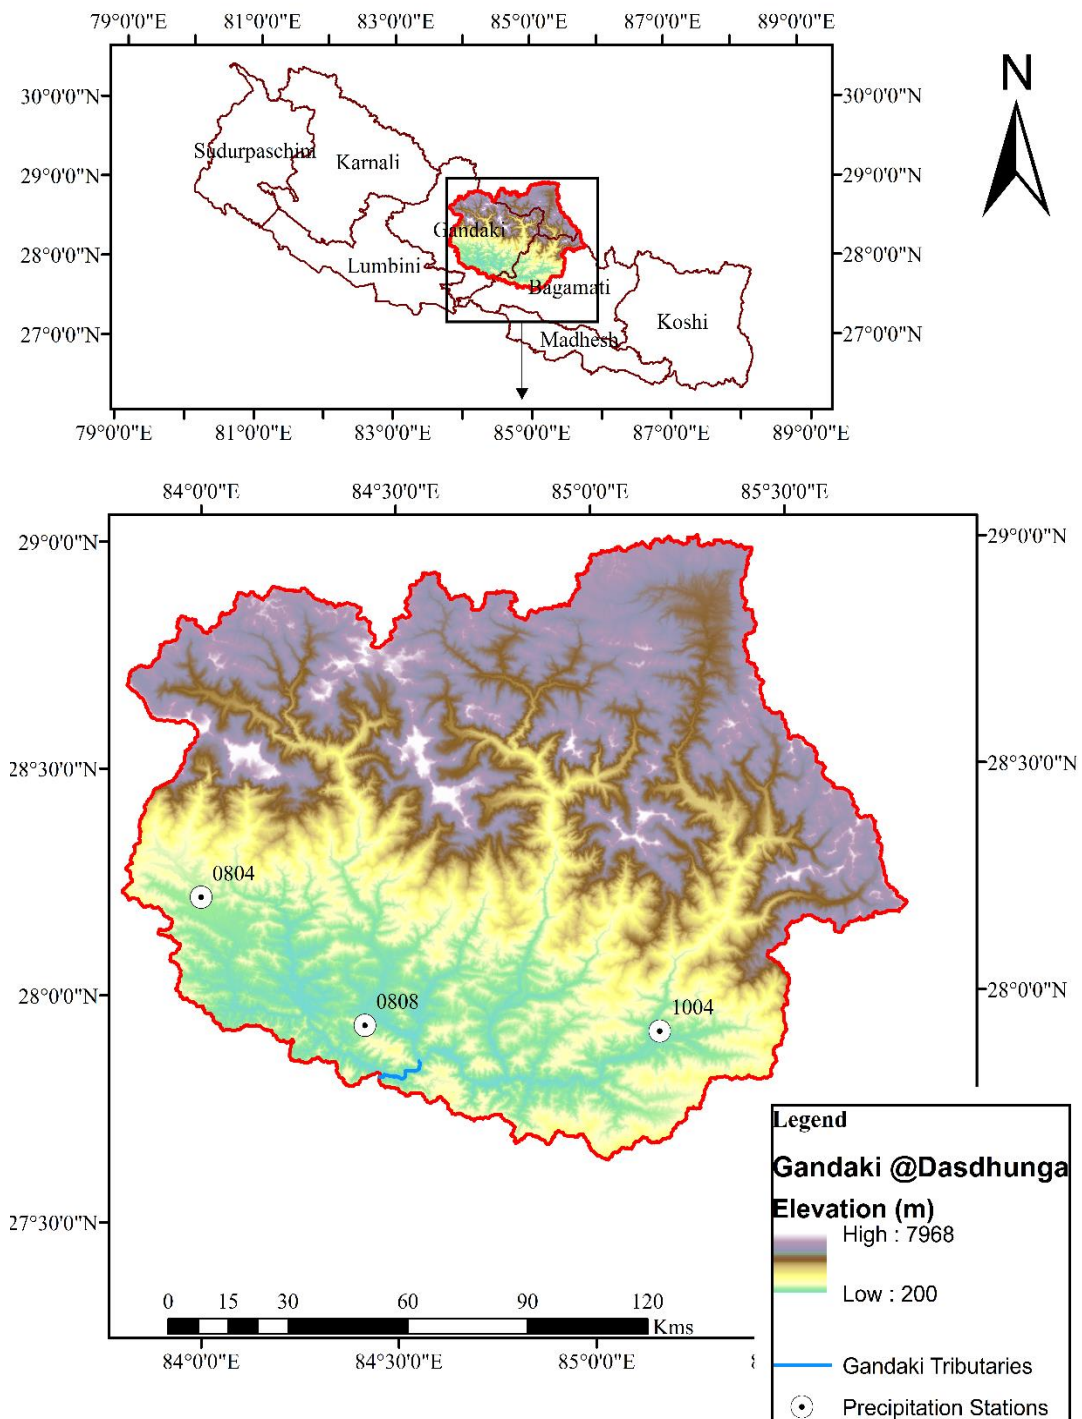 79°0'0"E 81°0'0"E 83°0'0"E 85°0'0"E 87°0'0"E 89°0'0"E
N
30°0'0"N 30°0'0"N
Sudurpaschim
Karnali
29°0'0"N 29°0'0"N
Gandaki
28°0'0"N 28°0'0"N
Lumbini
Bagamati
Koshi
27°0'0"N 27°0'0"N
Madhesh
79°0'0"E 81°0'0"E 83°0'0"E 85°0'0"E 87°0'0"E 89°0'0"E
84°0'0"E 84°30'0"E 85°0'0"E 85°30'0"E
29°0'0"N 29°0'0"N
28°30'0"N 28°30'0"N
0804
28°0'0"N 28°0'0"N
0808
1004
Legend
Gandaki @Dasdhunga
Elevation (m)
27°30'0"N
High : 7968
Low : 200
0 15 30 60 90 120
Kms
84°0'0"E 84°30'0"E 85°0'0"E
Gandaki Tributaries
Precipitation Stations